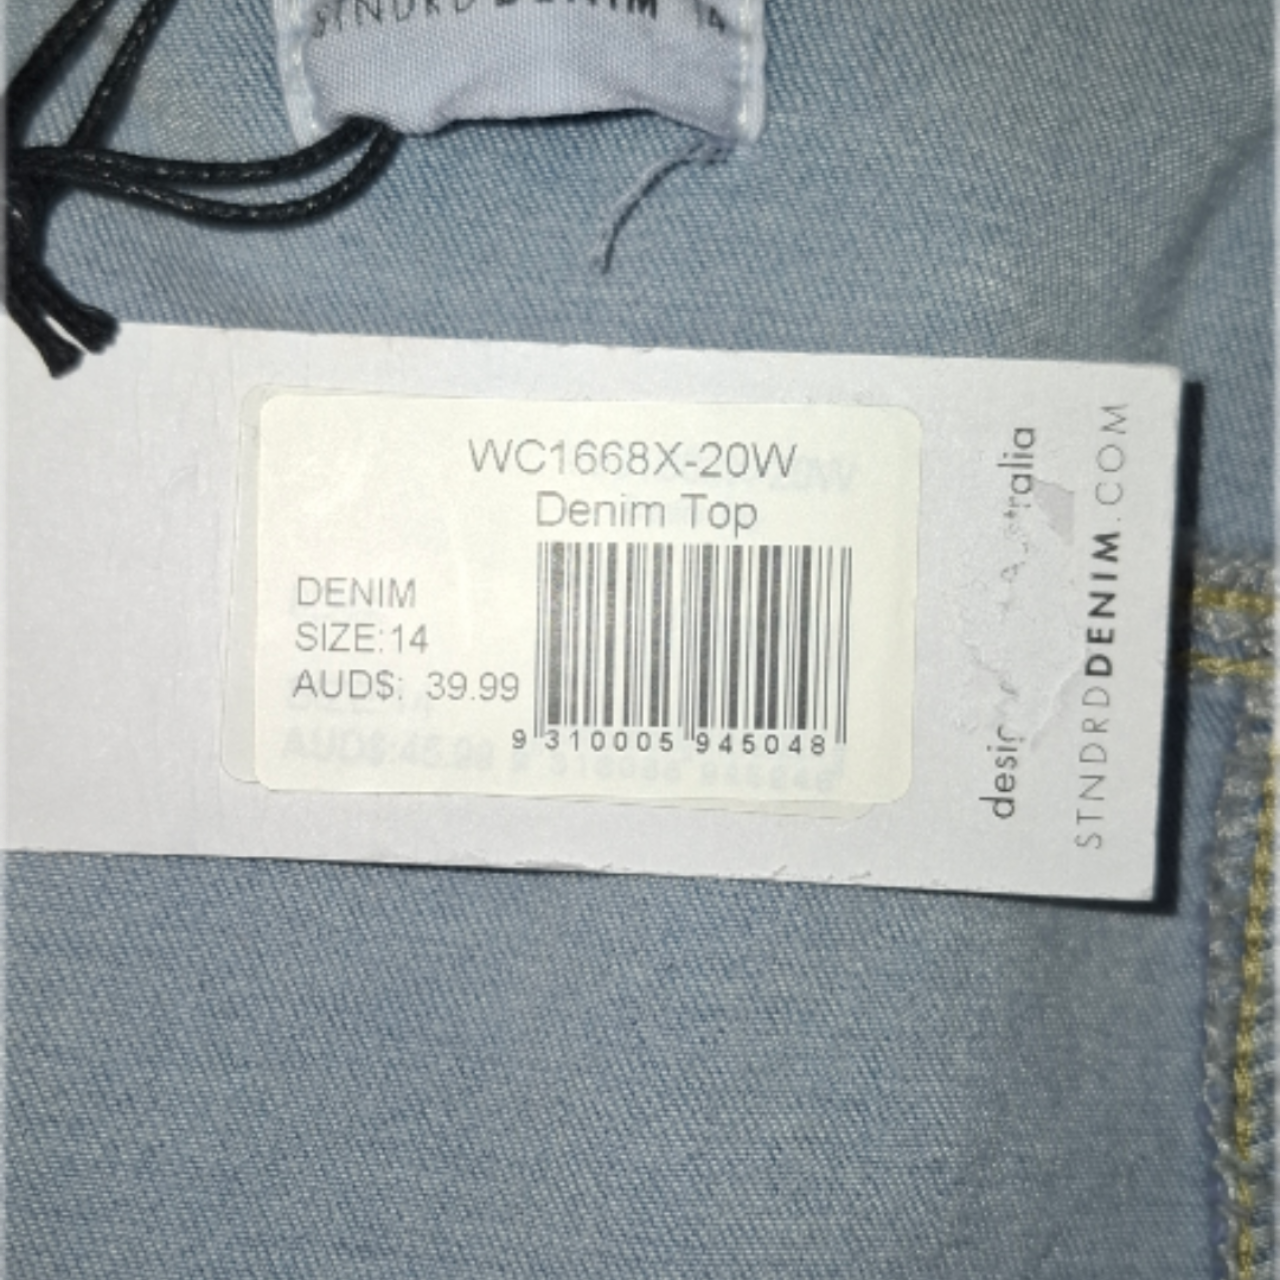 STNDRD DENIM 14
WC1668X-20W
Denim Top
DENIM
SIZE:14
AUD$: 39.99
9 310005 945048
STNDRDDENIM.COM